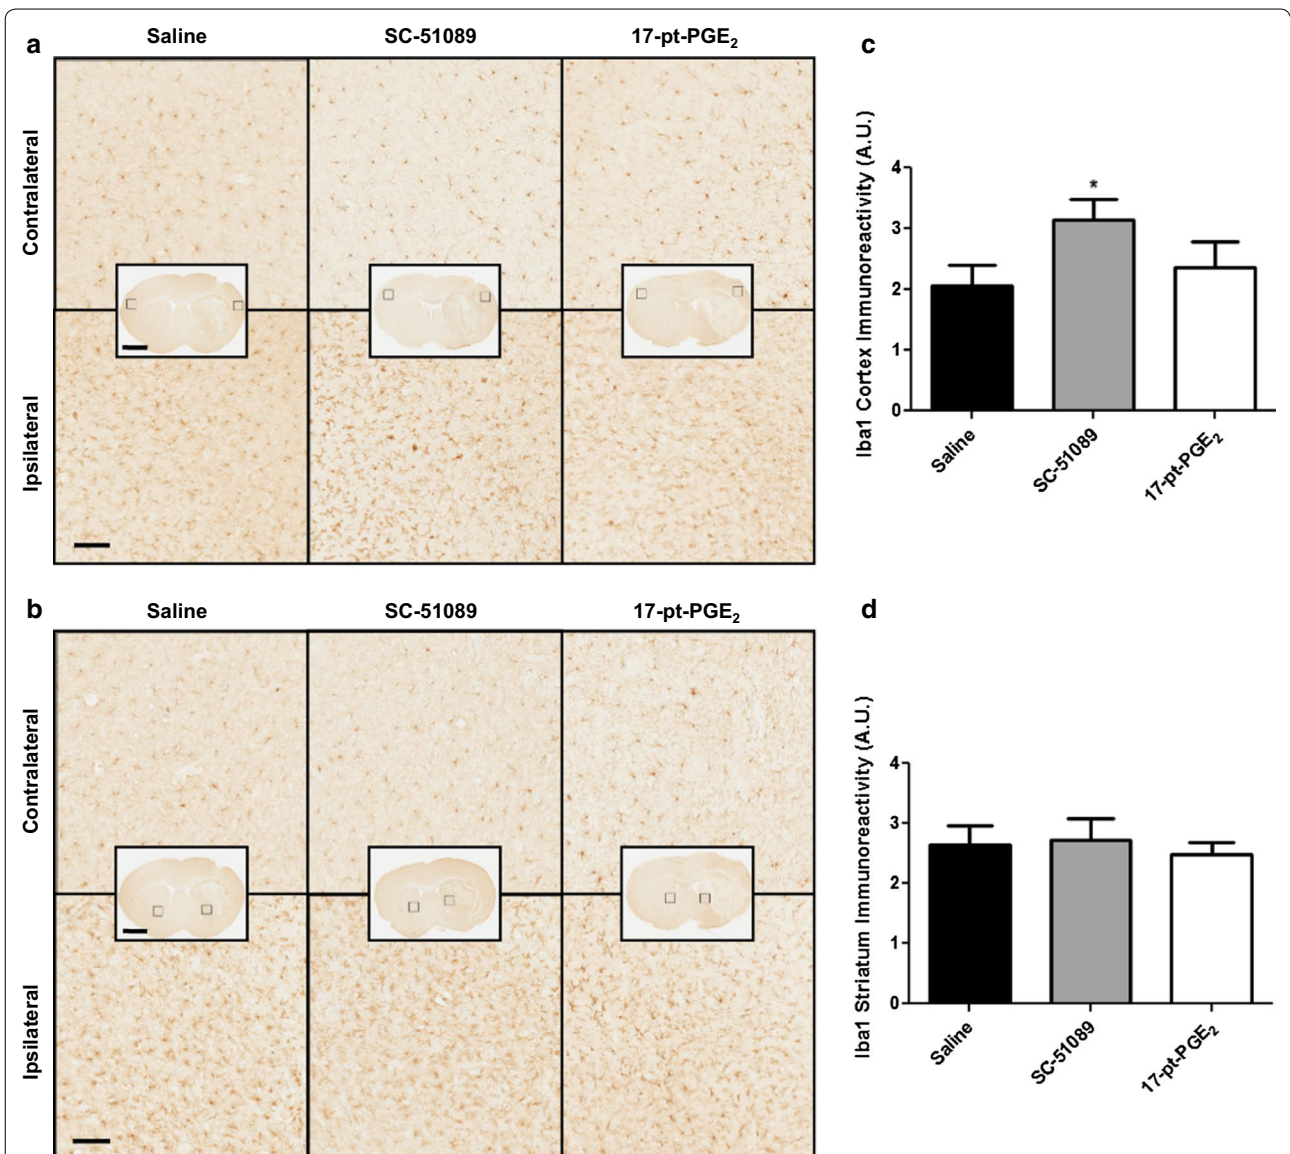 a
Saline SC-51089 17-pt-PGE₂
Contralateral
Ipsilateral
c
Iba1 Cortex Immunoreactivity (A.U.)
4
3
2
1
0
*
Saline
SC-51089
17-pt-PGE₂
b
Saline SC-51089 17-pt-PGE₂
Contralateral
Ipsilateral
d
Iba1 Striatum Immunoreactivity (A.U.)
4
3
2
1
0
Saline
SC-51089
17-pt-PGE₂